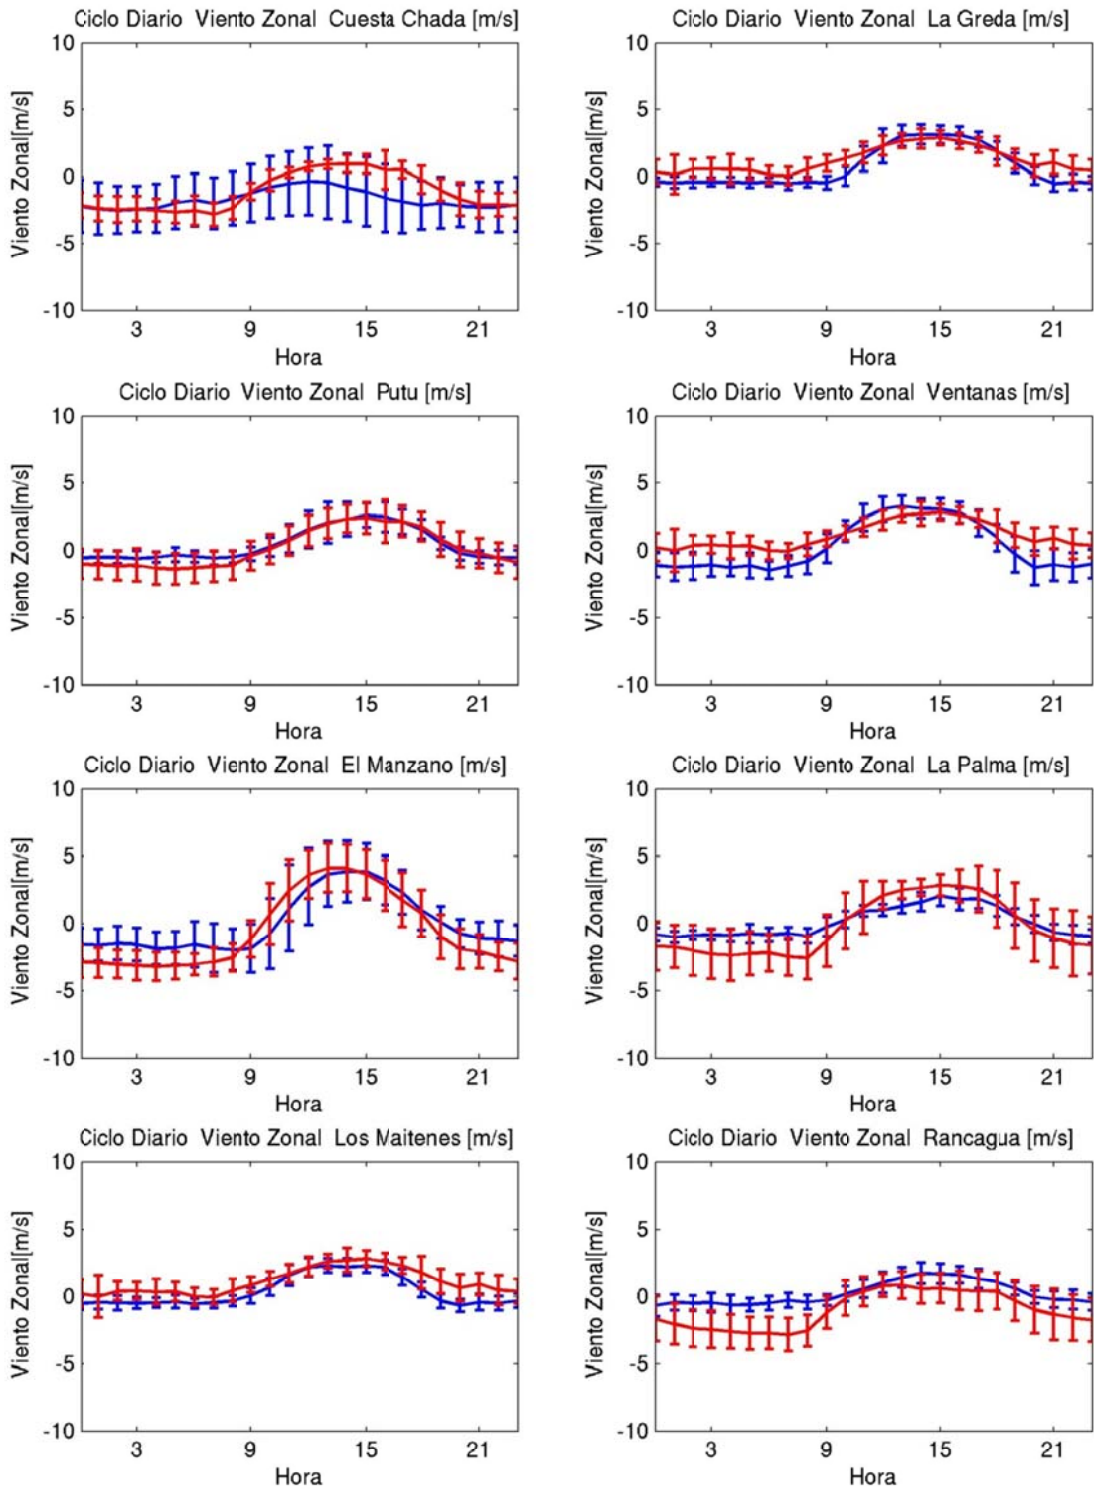 Ciclo Diario Viento Zonal Cuesta Chada [m/s]
10
5
0
-5
-10
Viento Zonal[m/s]
3 9 15 21
Hora
Ciclo Diario Viento Zonal La Greda [m/s]
10
5
0
-5
-10
Viento Zonal[m/s]
3 9 15 21
Hora
Ciclo Diario Viento Zonal Putu [m/s]
10
5
0
-5
-10
Viento Zonal[m/s]
3 9 15 21
Hora
Ciclo Diario Viento Zonal Ventanas [m/s]
10
5
0
-5
-10
Viento Zonal[m/s]
3 9 15 21
Hora
Ciclo Diario Viento Zonal El Manzano [m/s]
10
5
0
-5
-10
Viento Zonal[m/s]
3 9 15 21
Hora
Ciclo Diario Viento Zonal La Palma [m/s]
10
5
0
-5
-10
Viento Zonal[m/s]
3 9 15 21
Hora
Ciclo Diario Viento Zonal Los Maitenes [m/s]
10
5
0
-5
-10
Viento Zonal[m/s]
3 9 15 21
Hora
Ciclo Diario Viento Zonal Rancagua [m/s]
10
5
0
-5
-10
Viento Zonal[m/s]
3 9 15 21
Hora